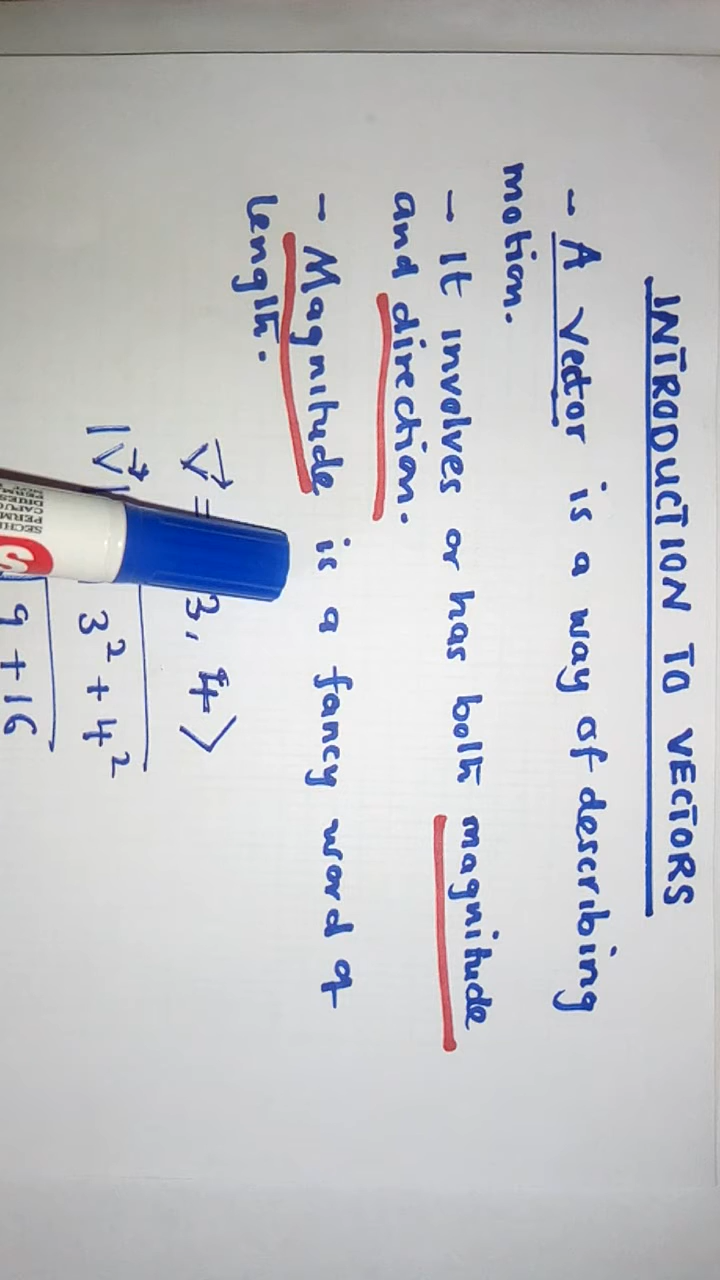 INTRODUCTION TO VECTORS
- A Vector is a way of describing
motion.
- It involves or has both magnitude
and direction.
- Magnitude is a fancy word q
Length.
V⃗ = 3, 4 >
|V⃗| 3² + 4²
9 + 16